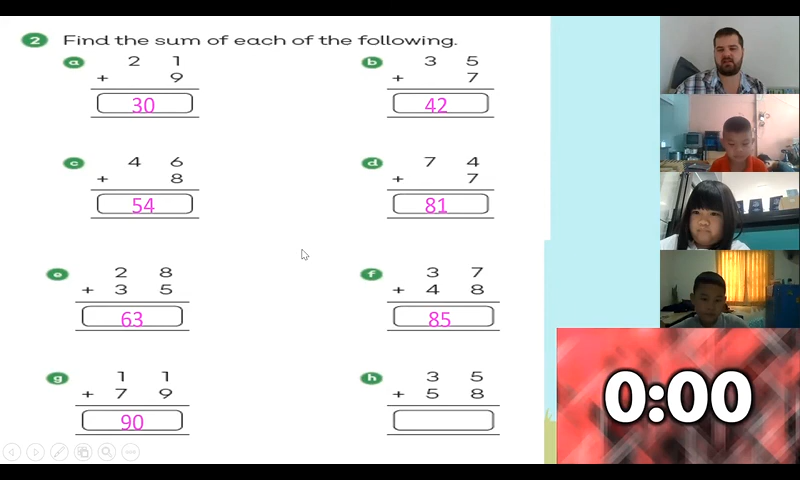 2 Find the sum of each of the following.
a 2 1
+ 9
30
b 3 5
+ 7
42
c 4 6
+ 8
54
d 7 4
+ 7
81
e 2 8
+ 3 5
63
f 3 7
+ 4 8
85
g 1 1
+ 7 9
90
h 3 5
+ 5 8
0:00